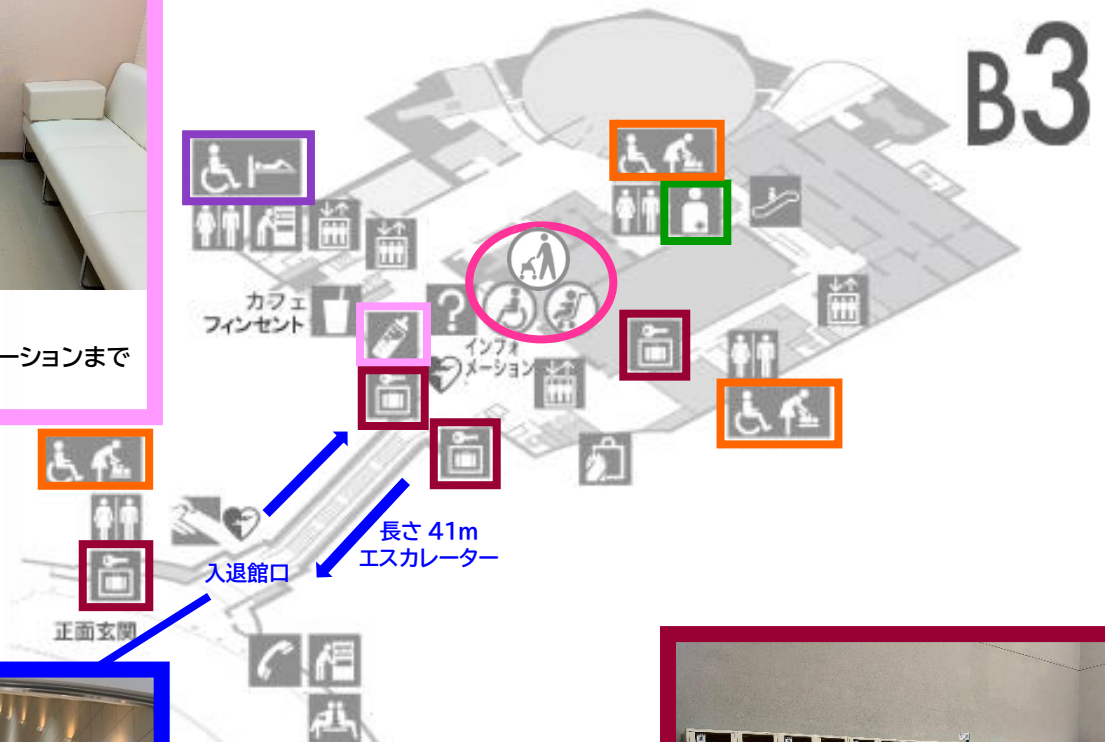 B3
カフェ
フィンセント
?
インフォ
メーション
ーションまで
長さ 41m
エスカレーター
入退館口
正面玄関